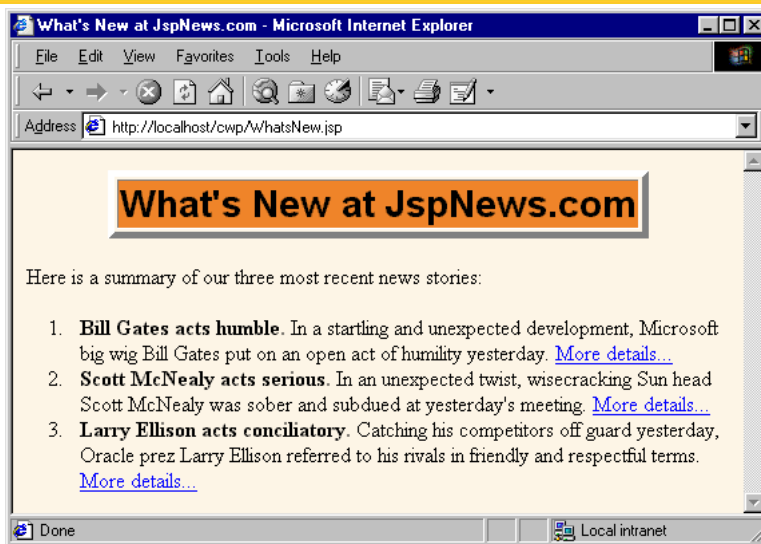 What's New at JspNews.com - Microsoft Internet Explorer
File Edit View Favorites Tools Help
Address http://localhost/cwp/WhatsNew.jsp
What's New at JspNews.com
Here is a summary of our three most recent news stories:
1. Bill Gates acts humble. In a startling and unexpected development, Microsoft
big wig Bill Gates put on an open act of humility yesterday. More details...
2. Scott McNealy acts serious. In an unexpected twist, wisecracking Sun head
Scott McNealy was sober and subdued at yesterday's meeting. More details...
3. Larry Ellison acts conciliatory. Catching his competitors off guard yesterday,
Oracle prez Larry Ellison referred to his rivals in friendly and respectful terms.
More details...
Done Local intranet